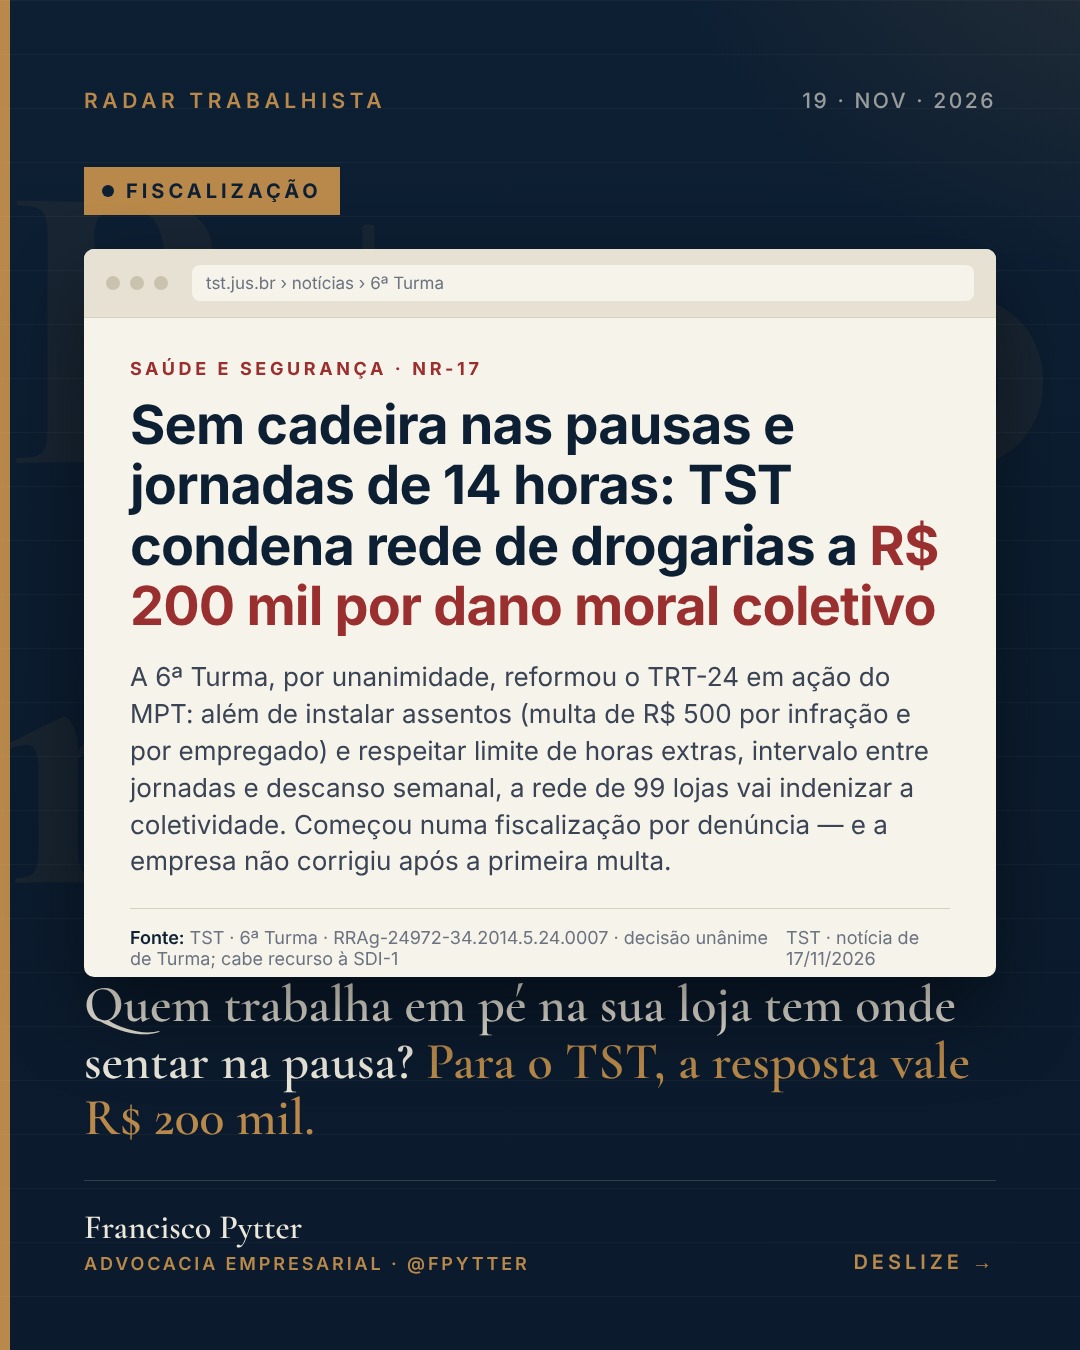 RADAR TRABALHISTA
19 · NOV · 2026
FISCALIZAÇÃO
tst.jus.br › notícias › 6ª Turma
SAÚDE E SEGURANÇA · NR-17
Sem cadeira nas pausas e
jornadas de 14 horas: TST
condena rede de drogarias a R$
200 mil por dano moral coletivo
A 6ª Turma, por unanimidade, reformou o TRT-24 em ação do
MPT: além de instalar assentos (multa de R$ 500 por infração e
por empregado) e respeitar limite de horas extras, intervalo entre
jornadas e descanso semanal, a rede de 99 lojas vai indenizar a
coletividade. Começou numa fiscalização por denúncia — e a
empresa não corrigiu após a primeira multa.
Fonte: TST · 6ª Turma · RRAg-24972-34.2014.5.24.0007 · decisão unânime
de Turma; cabe recurso à SDI-1
TST · notícia de
17/11/2026
Quem trabalha em pé na sua loja tem onde
sentar na pausa? Para o TST, a resposta vale
R$ 200 mil.
Francisco Pytter
ADVOCACIA EMPRESARIAL · @FPYTTER
DESLIZE →